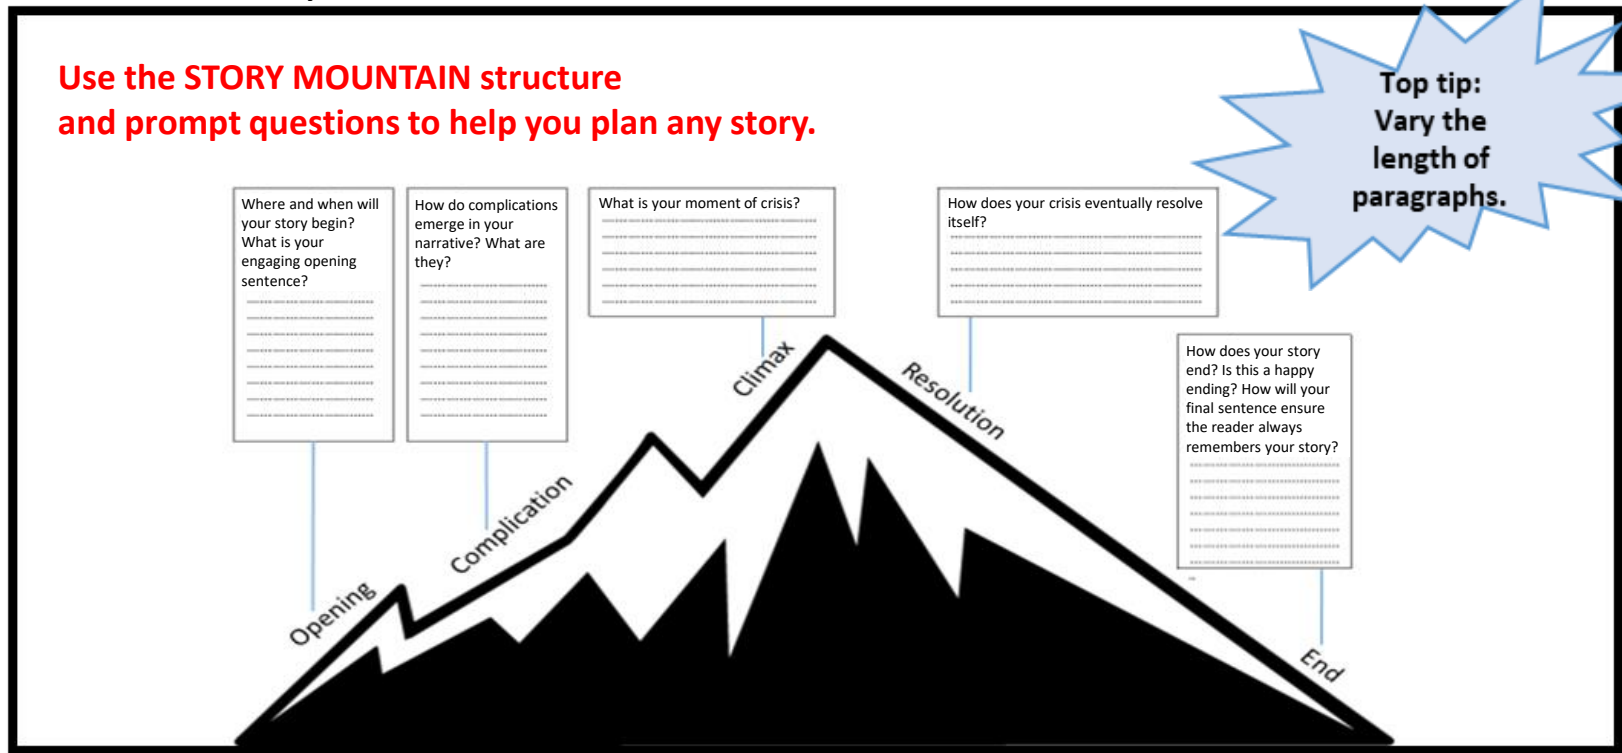 Use the STORY MOUNTAIN structure
and prompt questions to help you plan any story.
Top tip:
Vary the
length of
paragraphs.
Where and when will
your story begin?
What is your
engaging opening
sentence?
How do complications
emerge in your
narrative? What are
they?
What is your moment of crisis?
How does your crisis eventually resolve
itself?
How does your story
end? Is this a happy
ending? How will your
final sentence ensure
the reader always
remembers your story?
Opening
Complication
Climax
Resolution
End